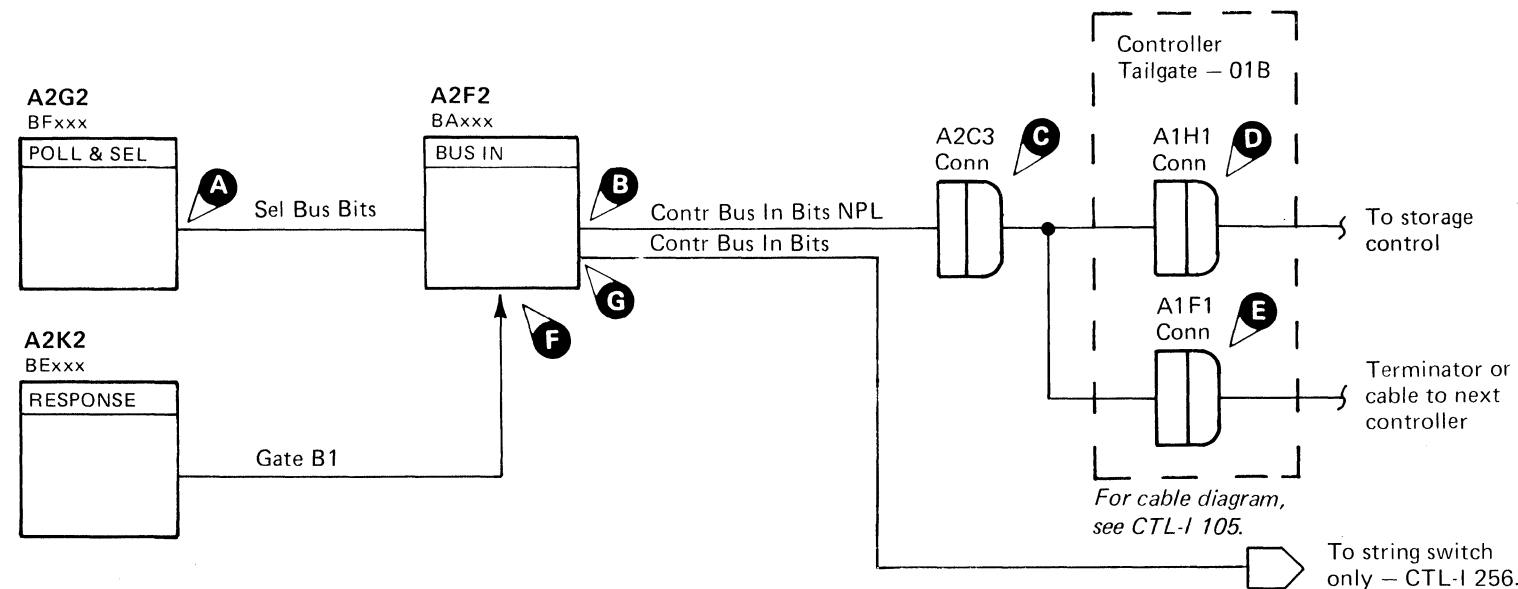 Controller
Tailgate – 01B
A2G2
BFxxx
POLL & SEL
A2F2
BAxxx
BUS IN
A2C3
Conn
C
A1H1
Conn
D
A
Sel Bus Bits
B
Contr Bus In Bits NPL
Contr Bus In Bits
To storage
control
G
F
A1F1
Conn
E
A2K2
BExxx
RESPONSE
Gate B1
Terminator or
cable to next
controller
For cable diagram,
see CTL-I 105.
To string switch
only – CTL-I 256.